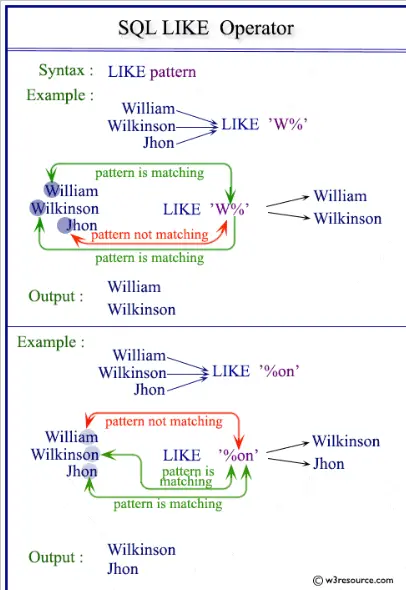 SQL LIKE Operator
Syntax : LIKE pattern
Example :
William
Wilkinson LIKE 'W%'
Jhon
pattern is matching
William William
Wilkinson LIKE 'W%' Wilkinson
Jhon
pattern not matching
pattern is matching
Output : William
Wilkinson
Example :
William
Wilkinson LIKE '%on'
Jhon
pattern not matching
William Wilkinson
Wilkinson LIKE '%on'
Jhon pattern is Jhon
matching
pattern is matching
Output : Wilkinson
Jhon
© w3resource.com